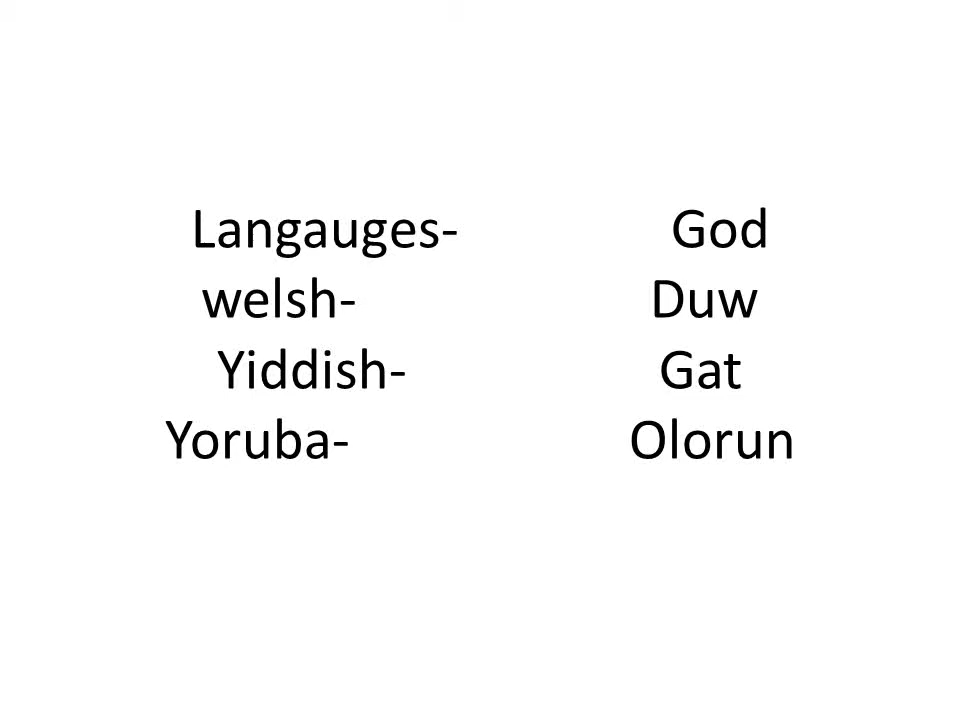 Langauges- God
welsh- Duw
Yiddish- Gat
Yoruba- Olorun